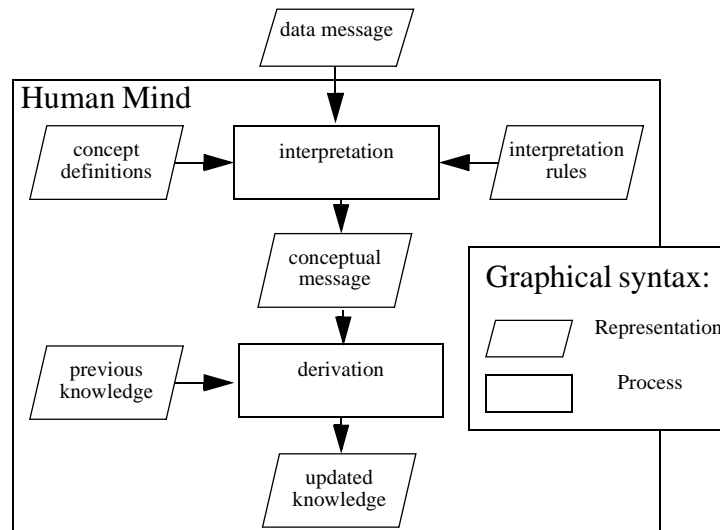 data message
Human Mind
concept
definitions
interpretation
interpretation
rules
conceptual
message
Graphical syntax:
Representation
Process
previous
knowledge
derivation
updated
knowledge